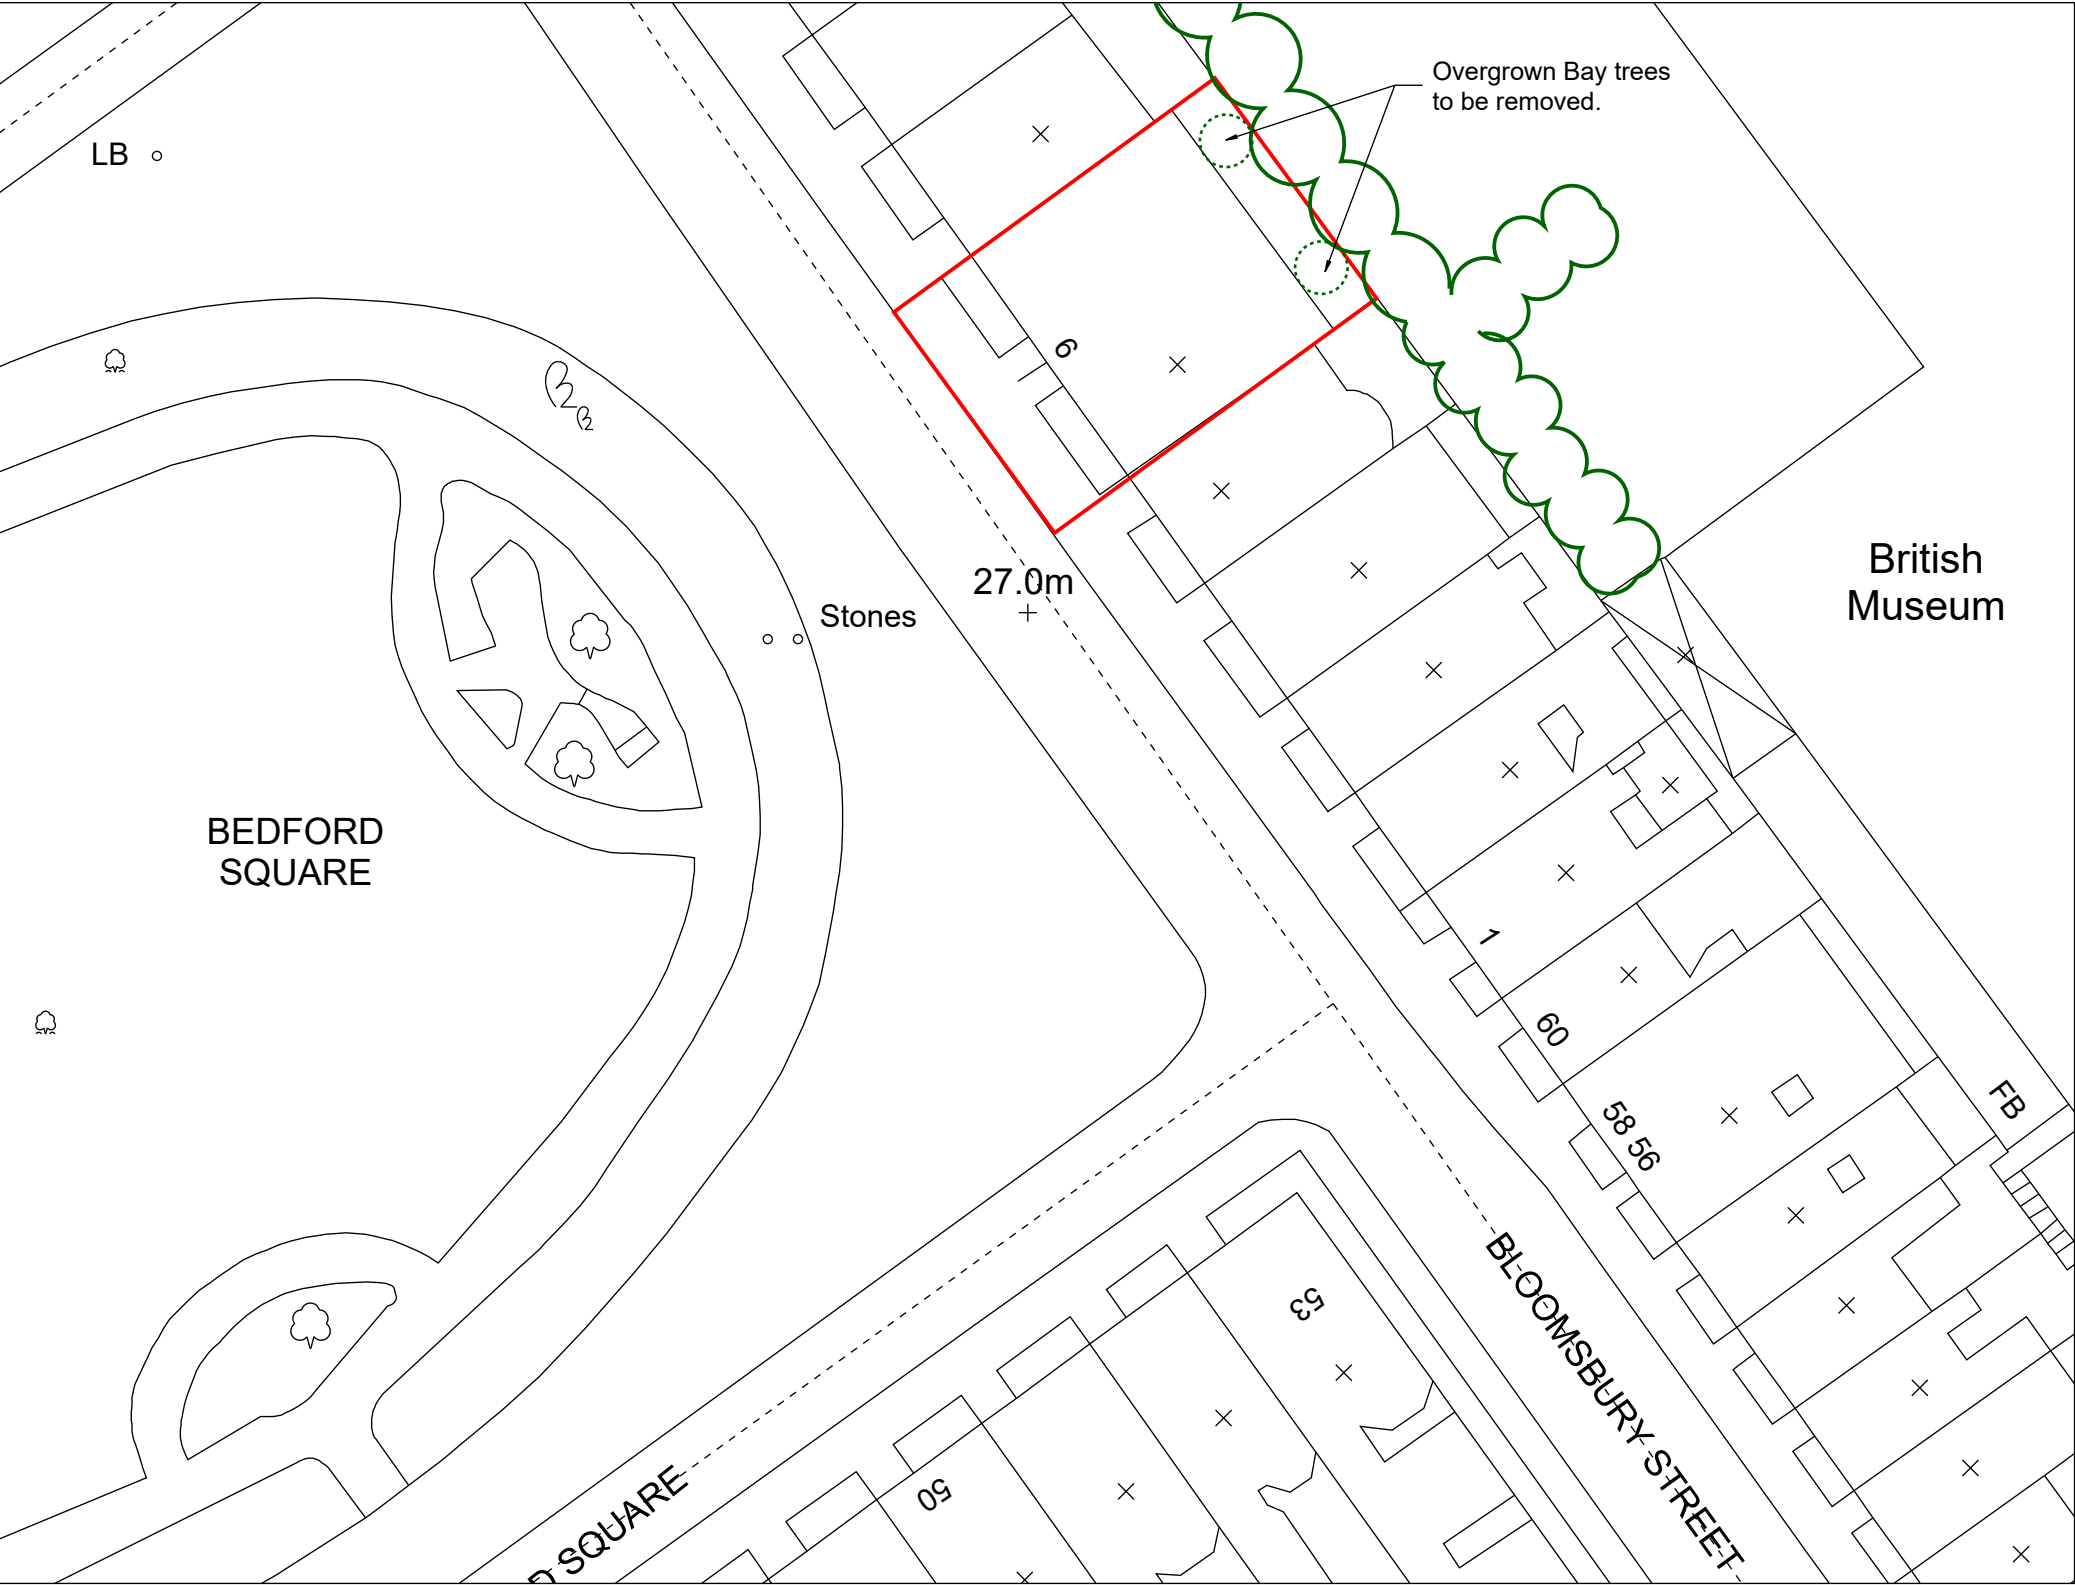 Overgrown Bay trees
to be removed.
LB
6
British
Museum
27.0m
Stones
BEDFORD
SQUARE
1
60
58 56
FB
BLOOMSBURY STREET
53
50
D SQUARE